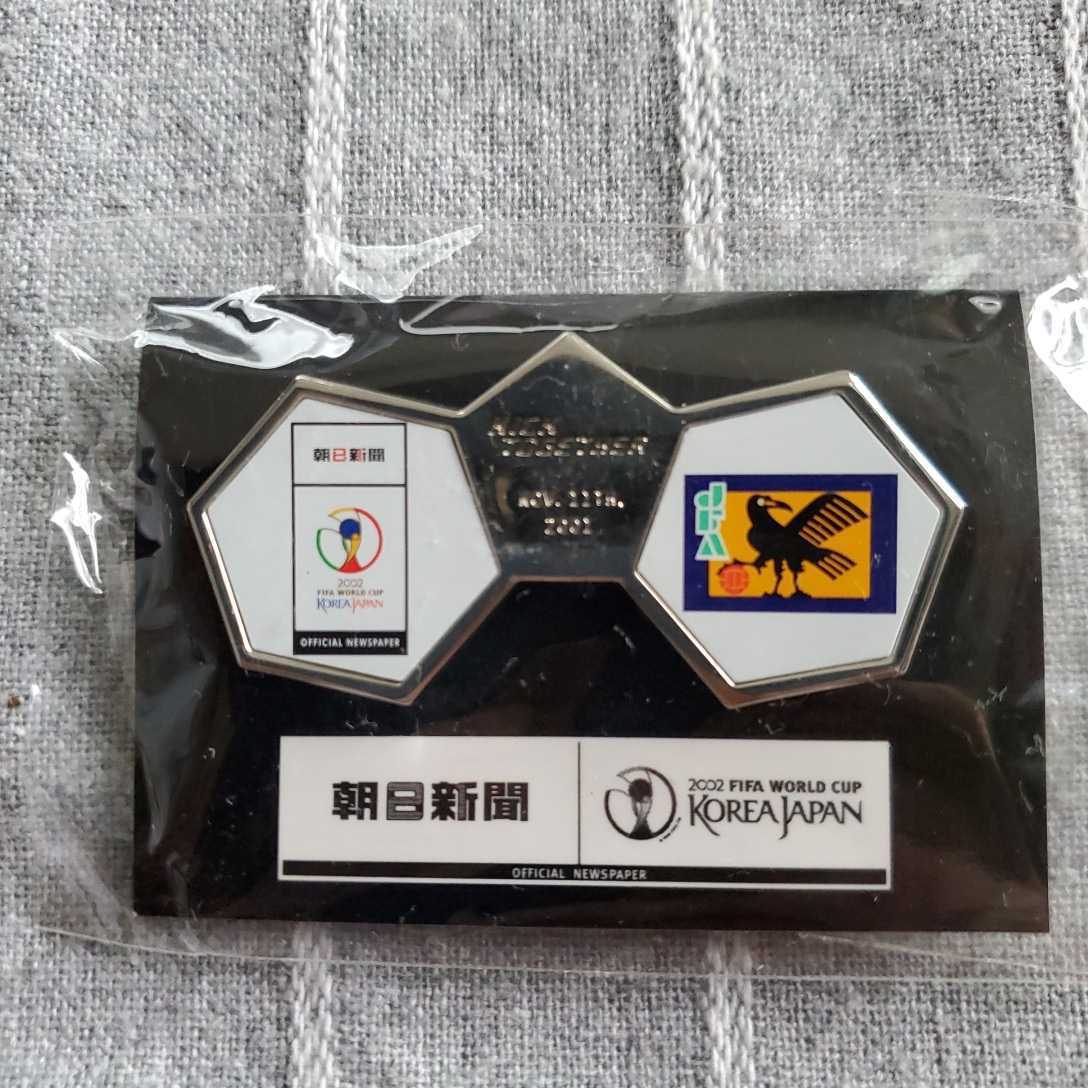 朝日新聞
2002
FIFA WORLD CUP
KOREA JAPAN
OFFICIAL NEWSPAPER
KICK
TOGETHER
2001
JFA
朝日新聞
2002 FIFA WORLD CUP
KOREA JAPAN
OFFICIAL NEWSPAPER